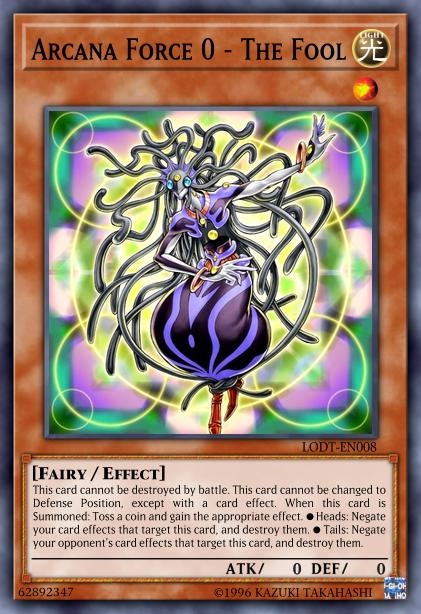 ARCANA FORCE 0 - THE FOOL
LIGHT
光
LODT-EN008
[FAIRY / EFFECT]
This card cannot be destroyed by battle. This card cannot be changed to
Defense Position, except with a card effect. When this card is
Summoned: Toss a coin and gain the appropriate effect. ●Heads: Negate
your card effects that target this card, and destroy them. ●Tails: Negate
your opponent's card effects that target this card, and destroy them.
ATK/ 0 DEF/ 0
62892347 ©1996 KAZUKI TAKAHASHI